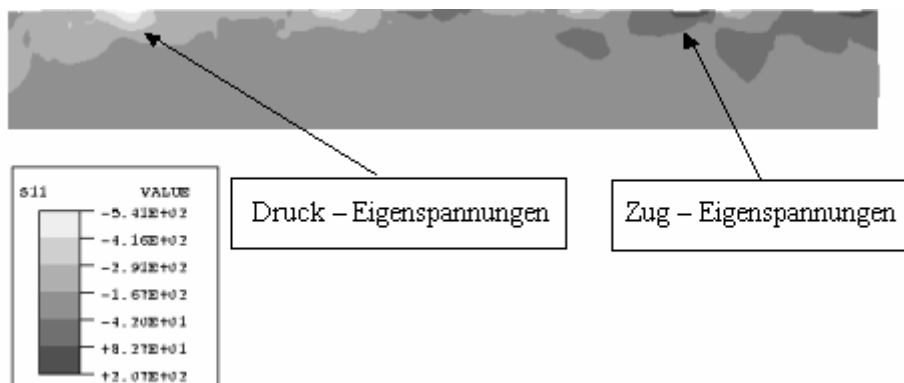 Druck – Eigenspannungen
Zug – Eigenspannungen
S11 VALUE
-5.41E+02
-4.16E+02
-2.92E+02
-1.67E+02
-4.20E+01
+8.27E+01
+2.07E+02